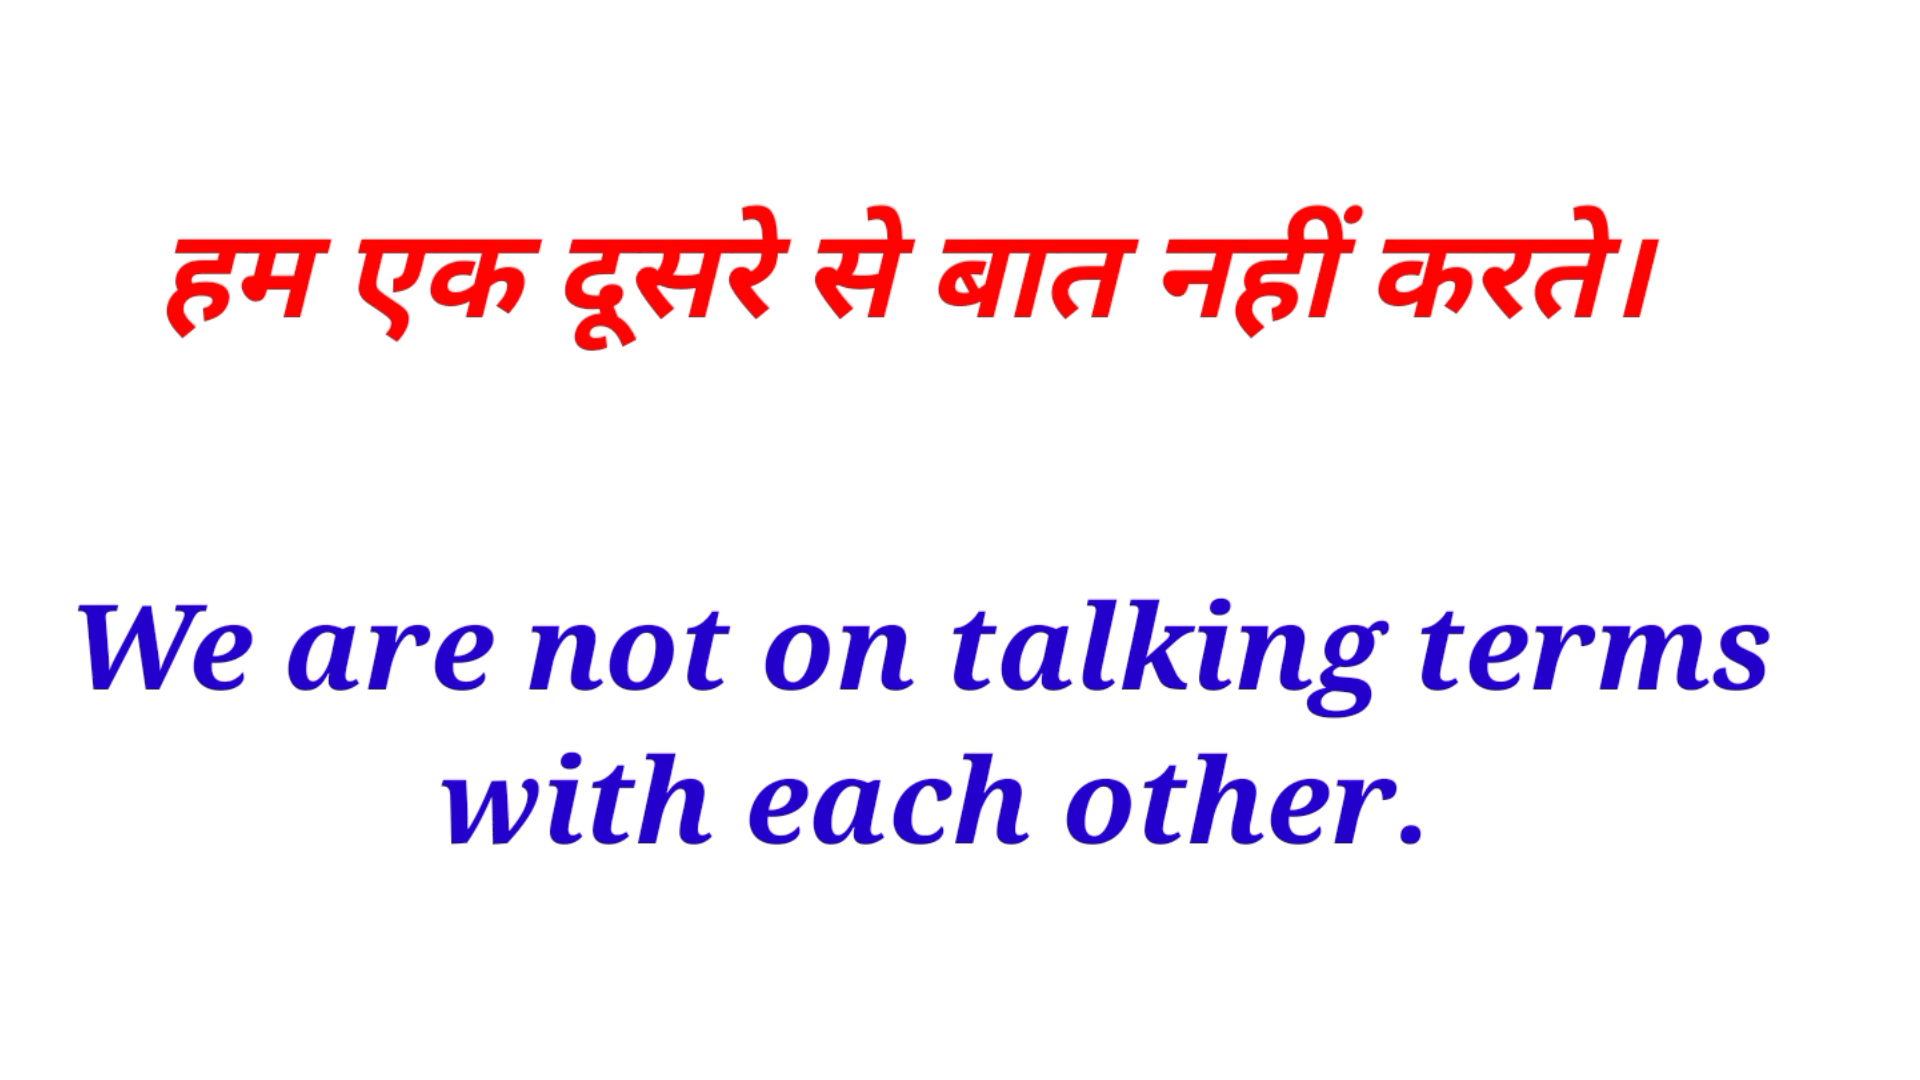 हम एक दूसरे से बात नहीं करते।
We are not on talking terms
with each other.